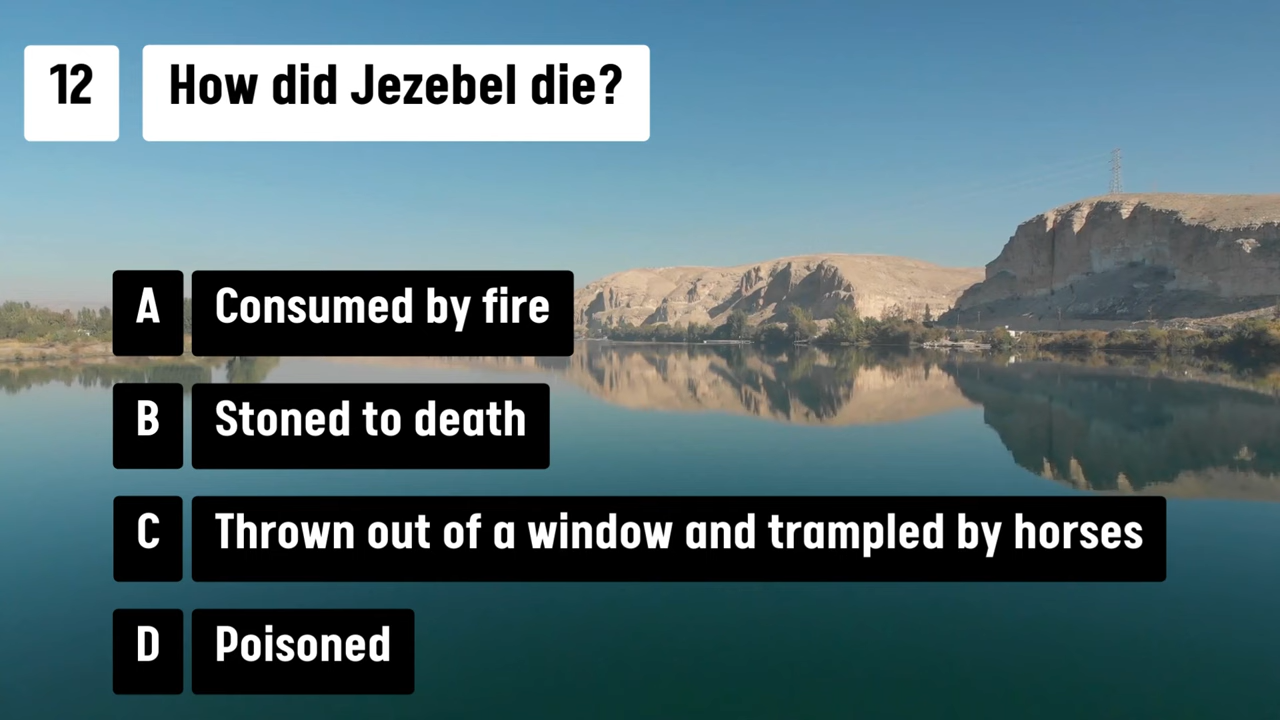 12 How did Jezebel die?
A Consumed by fire
B Stoned to death
C Thrown out of a window and trampled by horses
D Poisoned